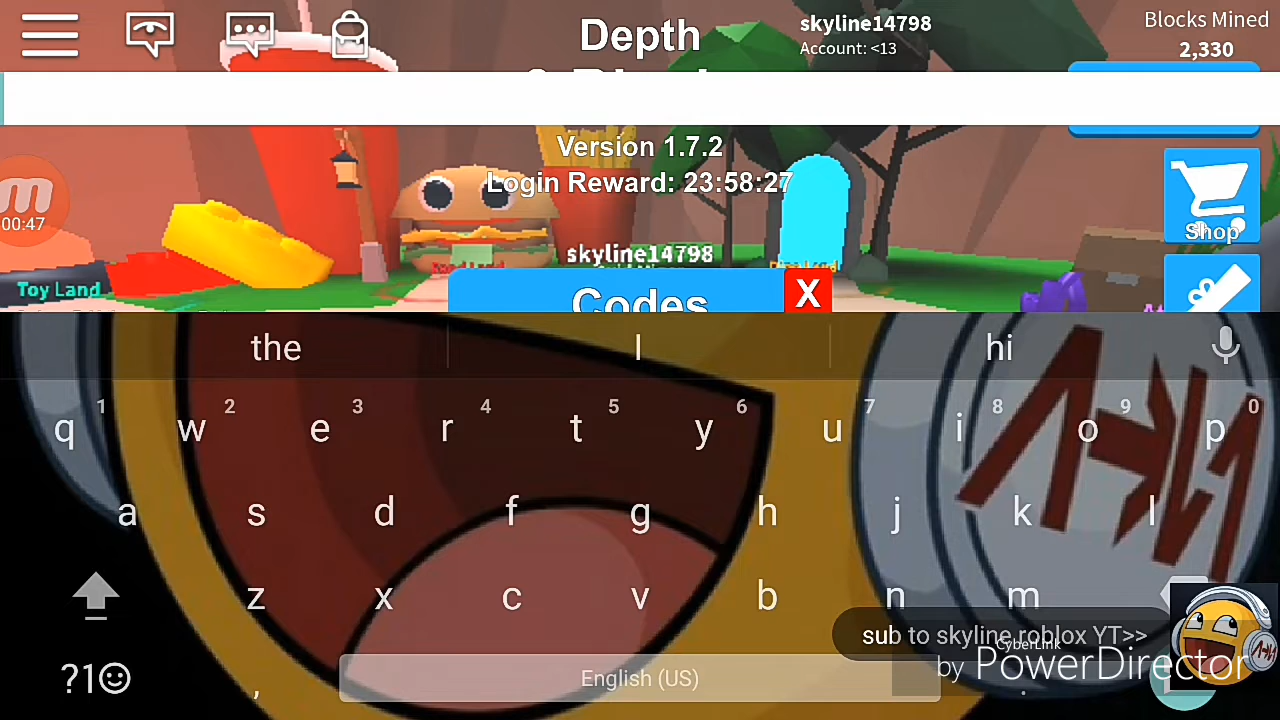 Depth
skyline14798
Account: <13
Blocks Mined
2,330
Version 1.7.2
Login Reward: 23:58:27
00:47
Shop
skyline14798
Toy Land
Codes
X
the
I
hi
1 2 3 4 5 6 7 8 9 0
q w e r t y u i o p
a s d f g h j k l
z x c v b n m
sub to skyline roblox YT>>
CyberLink
by PowerDirector
?1
, English (US) .